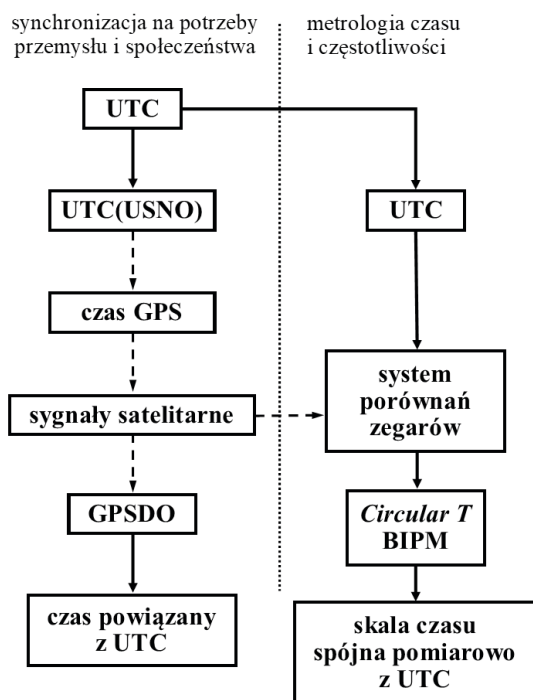 synchronizacja na potrzeby
przemysłu i społeczeństwa
metrologia czasu
i częstotliwości
UTC
UTC(USNO)
czas GPS
sygnały satelitarne
GPSDO
czas powiązany
z UTC
UTC
system
porównań
zegarów
Circular T
BIPM
skala czasu
spójna pomiarowo
z UTC